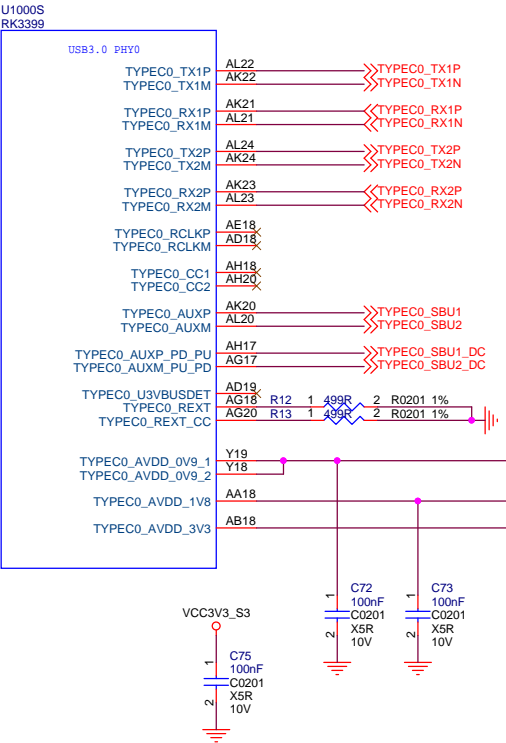 U1000S
RK3399
USB3.0 PHY0
TYPEC0_TX1P AL22 TYPEC0_TX1P
TYPEC0_TX1M AK22 TYPEC0_TX1N
TYPEC0_RX1P AK21 TYPEC0_RX1P
TYPEC0_RX1M AL21 TYPEC0_RX1N
TYPEC0_TX2P AL24 TYPEC0_TX2P
TYPEC0_TX2M AK24 TYPEC0_TX2N
TYPEC0_RX2P AK23 TYPEC0_RX2P
TYPEC0_RX2M AL23 TYPEC0_RX2N
TYPEC0_RCLKP AE18
TYPEC0_RCLKM AD18
TYPEC0_CC1 AH18
TYPEC0_CC2 AH20
TYPEC0_AUXP AK20 TYPEC0_SBU1
TYPEC0_AUXM AL20 TYPEC0_SBU2
TYPEC0_AUXP_PD_PU AH17 TYPEC0_SBU1_DC
TYPEC0_AUXM_PU_PD AG17 TYPEC0_SBU2_DC
TYPEC0_U3VBUSDET AD19
TYPEC0_REXT AG18 R12 1 499R 2 R0201 1%
TYPEC0_REXT_CC AG20 R13 1 499R 2 R0201 1%
TYPEC0_AVDD_0V9_1 Y19
TYPEC0_AVDD_0V9_2 Y18
TYPEC0_AVDD_1V8 AA18
TYPEC0_AVDD_3V3 AB18
1 C72 1 C73
100nF 100nF
C0201 C0201
2 X5R 2 X5R
10V 10V
VCC3V3_S3
1 C75
100nF
C0201
X5R
2 10V